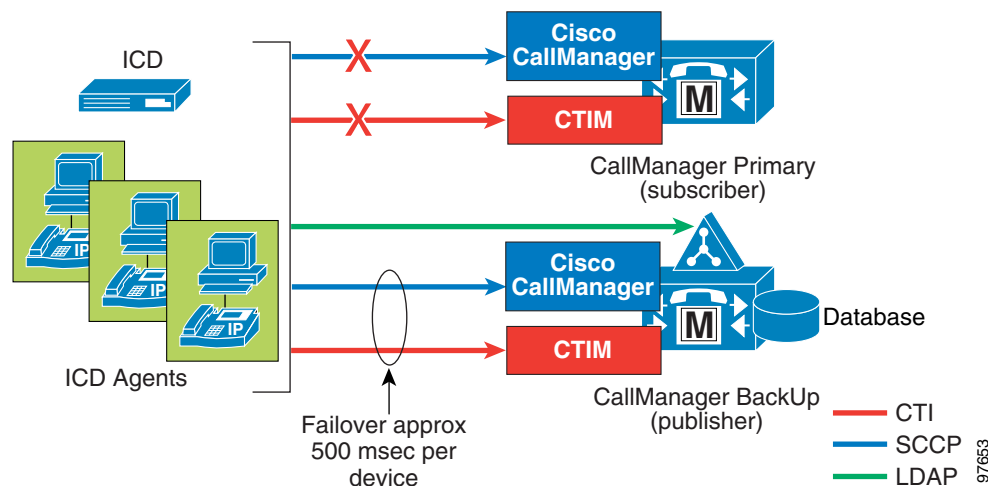 ICD
X
X
Cisco
CallManager
M
CTIM
CallManager Primary
(subscriber)
IP
IP
IP
ICD Agents
Cisco
CallManager
M
CTIM
Database
CallManager BackUp
(publisher)
Failover approx
500 msec per
device
CTI
SCCP
LDAP
97653